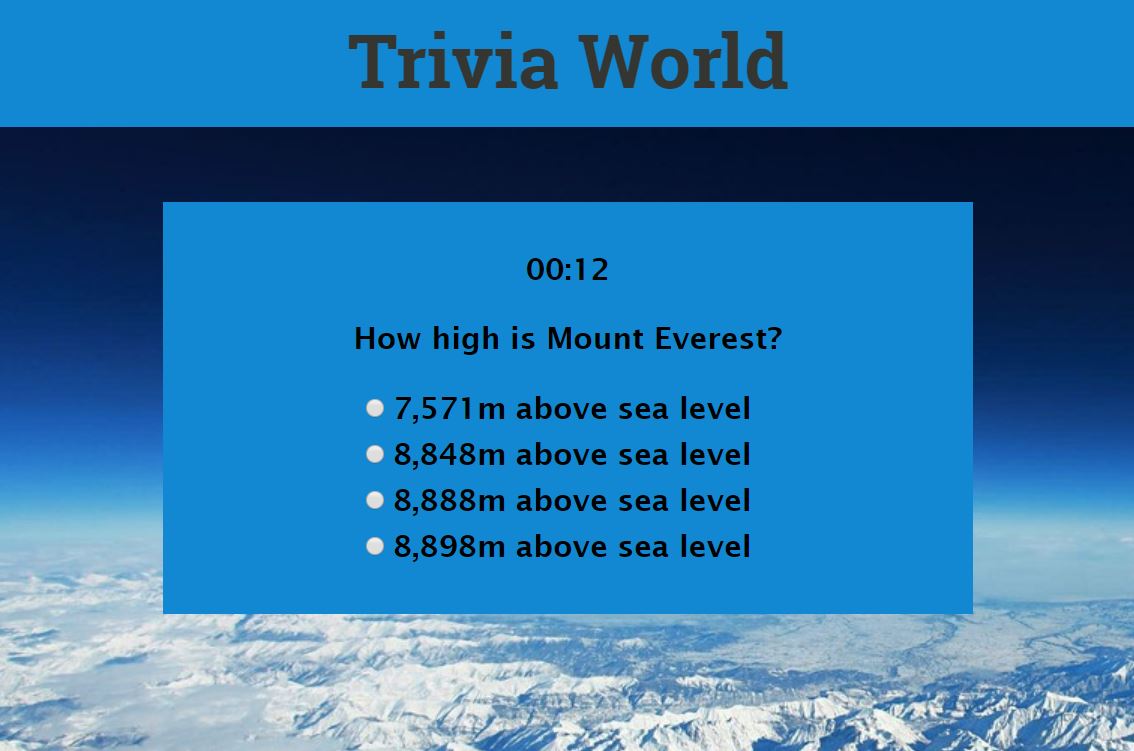 Trivia World
00:12
How high is Mount Everest?
7,571m above sea level
8,848m above sea level
8,888m above sea level
8,898m above sea level